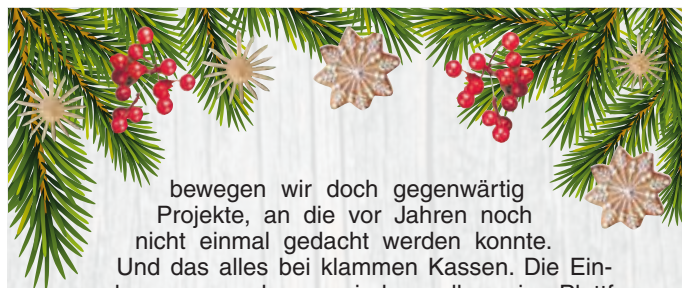 bewegen wir doch gegenwärtig
Projekte, an die vor Jahren noch
nicht einmal gedacht werden konnte.
Und das alles bei klammen Kassen. Die Ein-